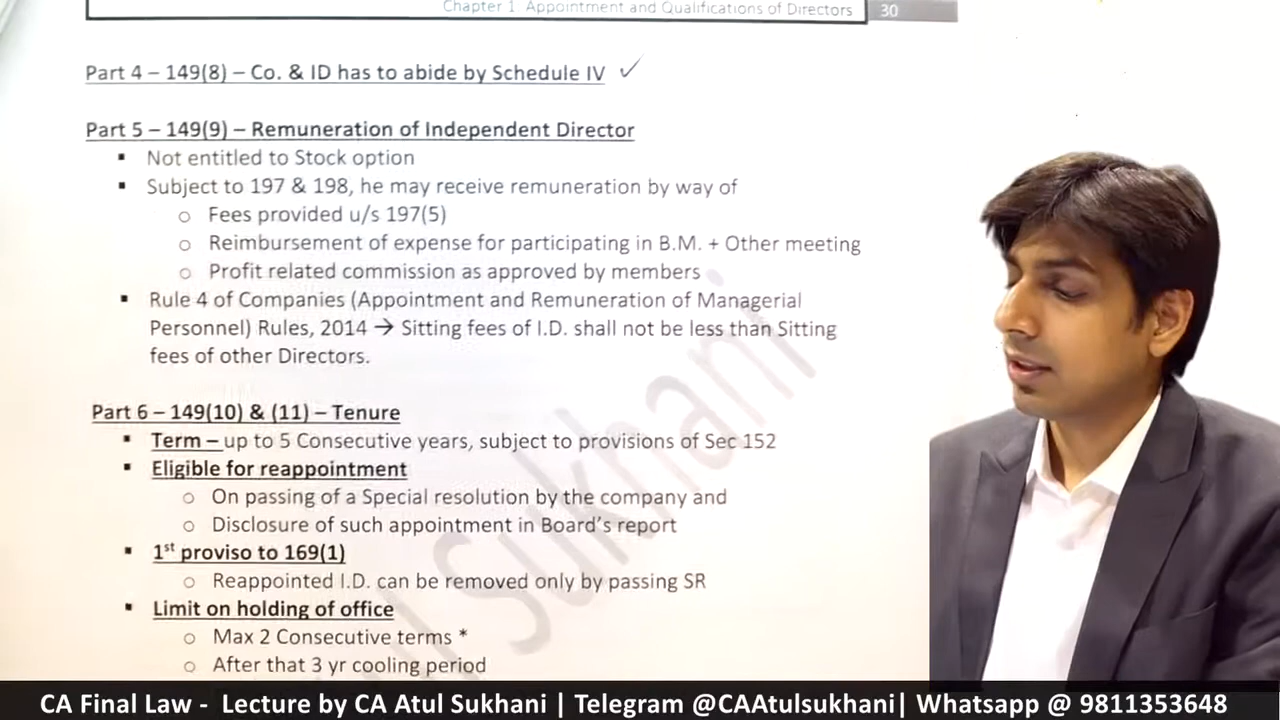 Chapter 1 Appointment and Qualifications of Directors 30
Part 4 – 149(8) – Co. & ID has to abide by Schedule IV
Part 5 – 149(9) – Remuneration of Independent Director
▪ Not entitled to Stock option
▪ Subject to 197 & 198, he may receive remuneration by way of
o Fees provided u/s 197(5)
o Reimbursement of expense for participating in B.M. + Other meeting
o Profit related commission as approved by members
▪ Rule 4 of Companies (Appointment and Remuneration of Managerial
Personnel) Rules, 2014 → Sitting fees of I.D. shall not be less than Sitting
fees of other Directors.
Part 6 – 149(10) & (11) – Tenure
▪ Term – up to 5 Consecutive years, subject to provisions of Sec 152
▪ Eligible for reappointment
o On passing of a Special resolution by the company and
o Disclosure of such appointment in Board's report
▪ 1st proviso to 169(1)
o Reappointed I.D. can be removed only by passing SR
▪ Limit on holding of office
o Max 2 Consecutive terms *
o After that 3 yr cooling period
Sukhani
CA Final Law - Lecture by CA Atul Sukhani | Telegram @CAAtulsukhani| Whatsapp @ 9811353648